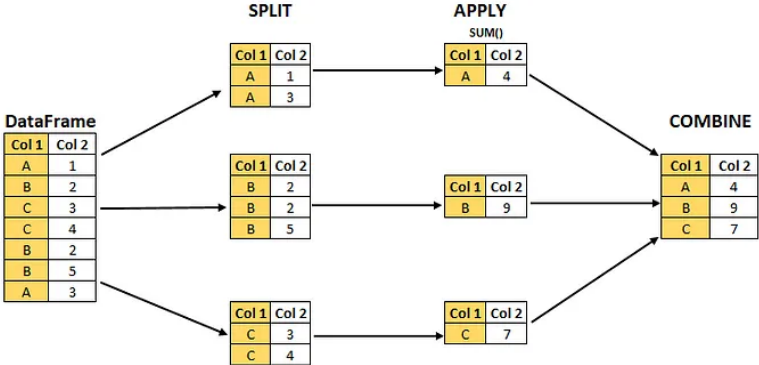 SPLIT
APPLY
SUM()
Col 1 Col 2
A 1
A 3
Col 1 Col 2
A 4
DataFrame
Col 1 Col 2
A 1
B 2
C 3
C 4
B 2
B 5
A 3
Col 1 Col 2
B 2
B 2
B 5
Col 1 Col 2
B 9
COMBINE
Col 1 Col 2
A 4
B 9
C 7
Col 1 Col 2
C 3
C 4
Col 1 Col 2
C 7